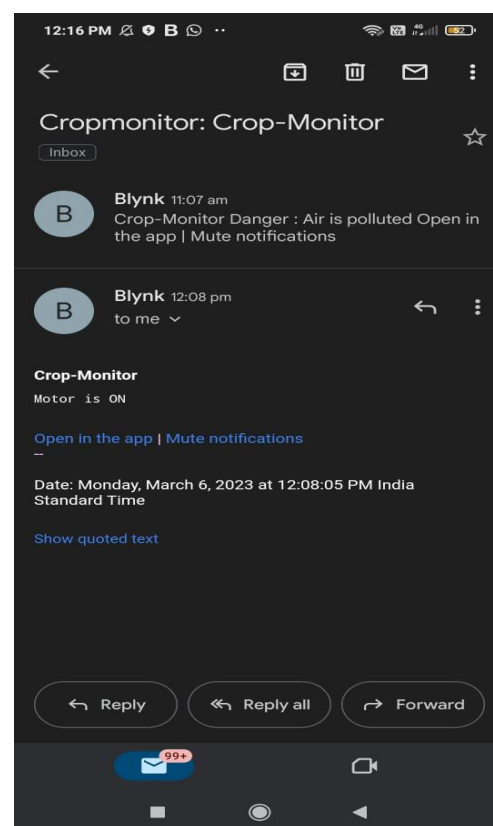 12:16 PM B 4G 52
Cropmonitor: Crop-Monitor
Inbox
B
Blynk 11:07 am
Crop-Monitor Danger : Air is polluted Open in
the app | Mute notifications
B
Blynk 12:08 pm
to me
Crop-Monitor
Motor is ON
Open in the app | Mute notifications
--
Date: Monday, March 6, 2023 at 12:08:05 PM India
Standard Time
Show quoted text
Reply
Reply all
Forward
99+